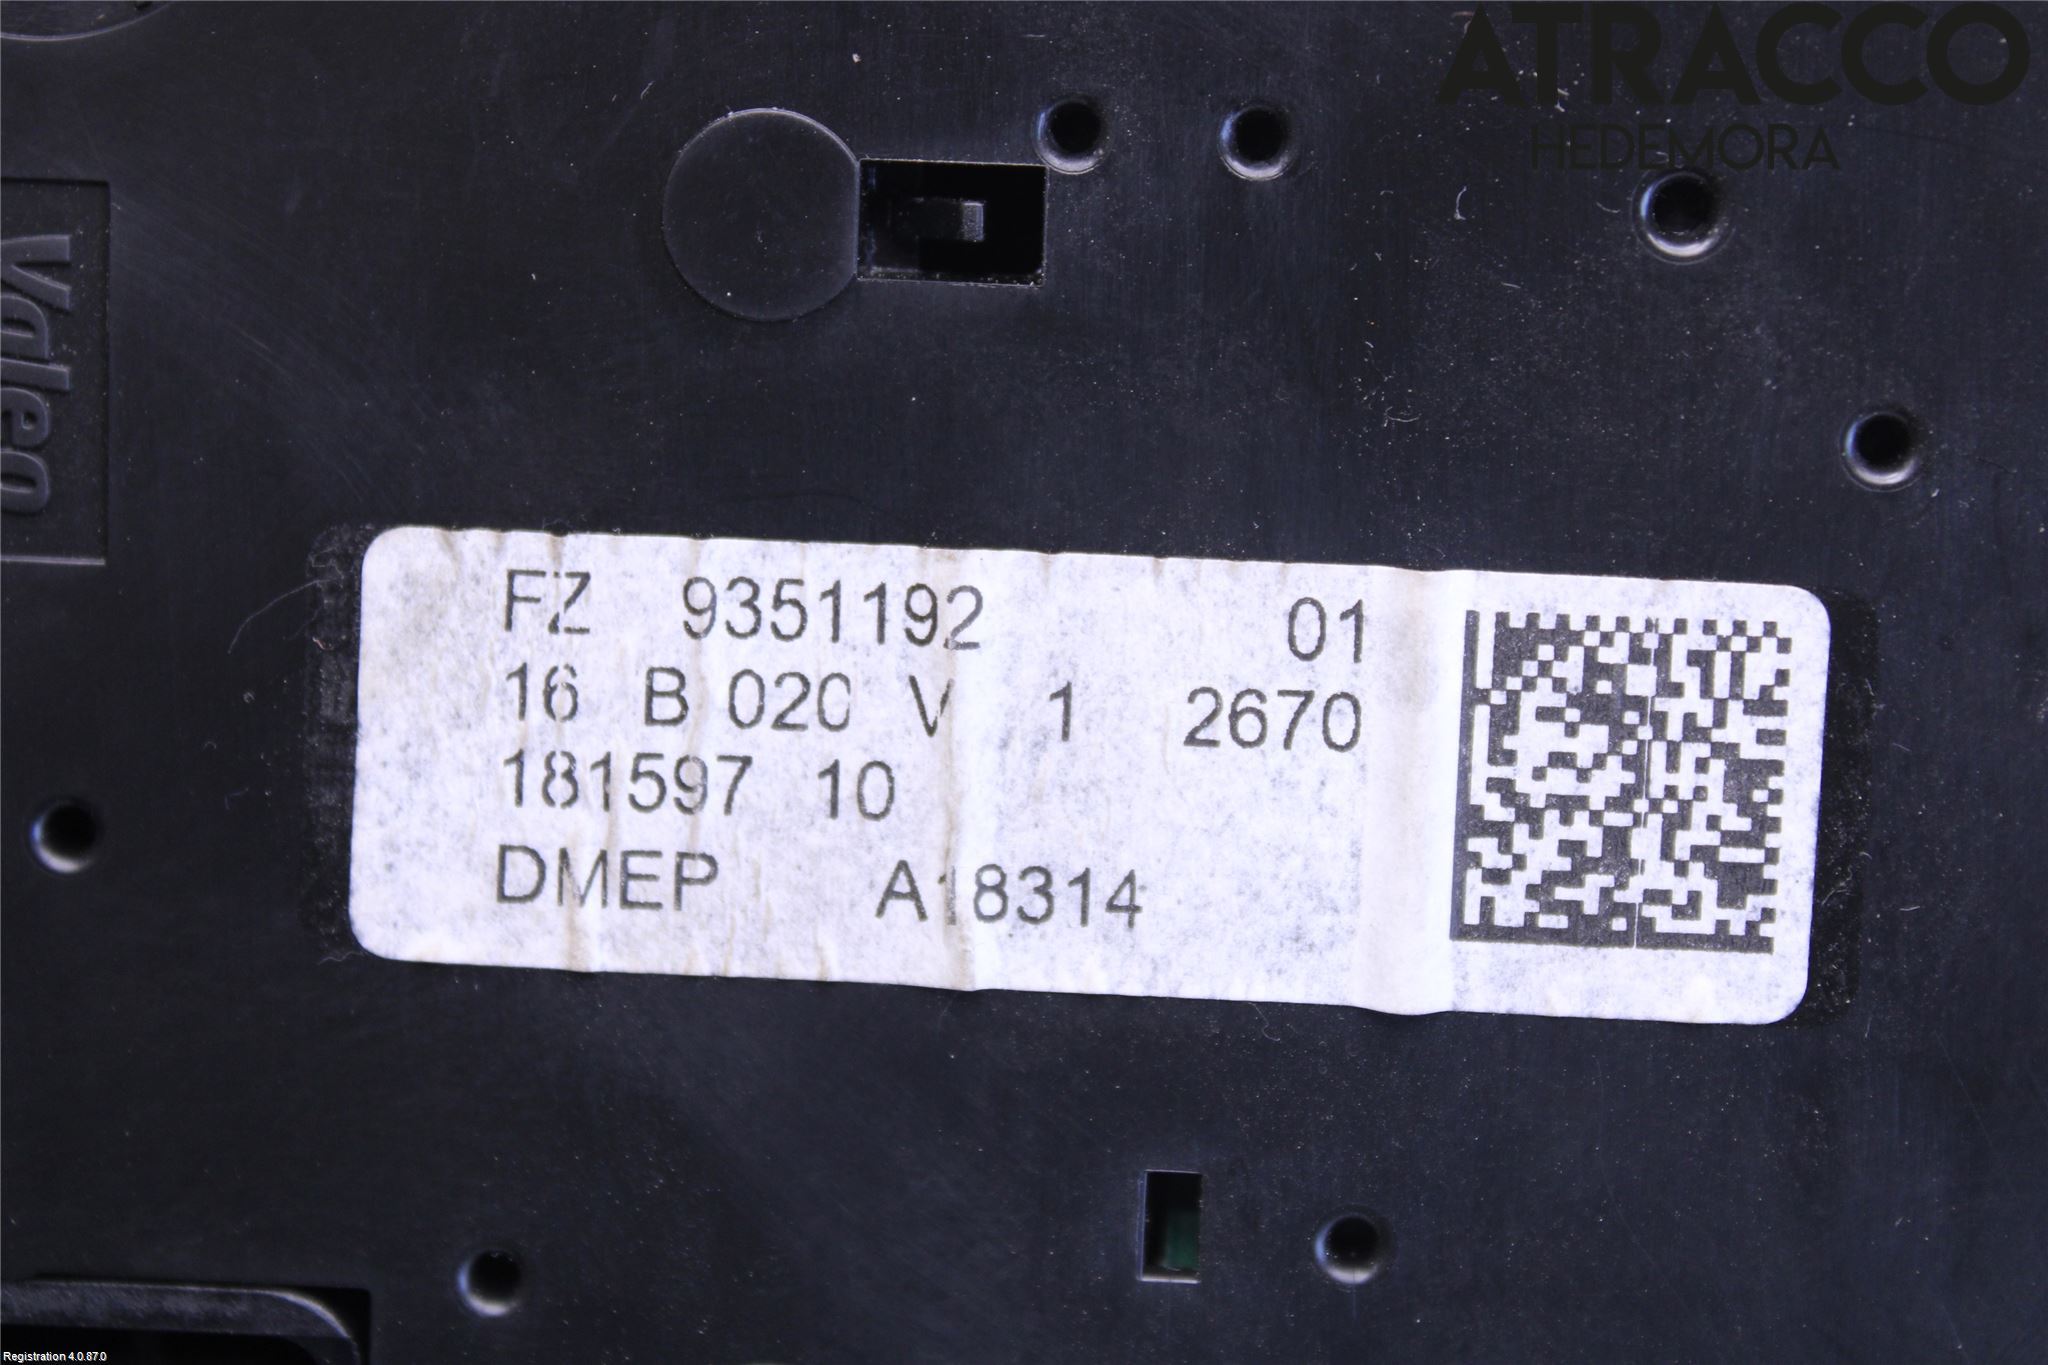 ATRACCO
HEDEMORA
Valeo
FZ 9351192 01
16 B 020 V 1 2670
181597 10
DMEP A18314
Registration 4.0.87.0